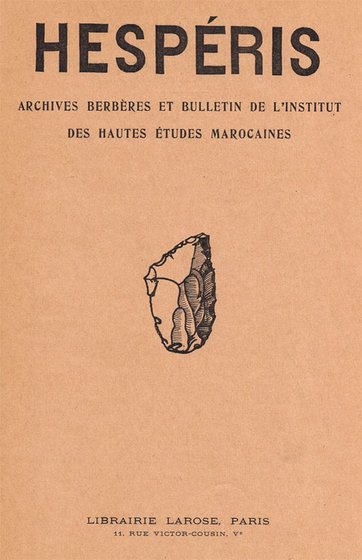 HESPÉRIS
ARCHIVES BERBÈRES ET BULLETIN DE L'INSTITUT
DES HAUTES ÉTUDES MAROCAINES
LIBRAIRIE LAROSE, PARIS
11, RUE VICTOR-COUSIN, Vᵉ